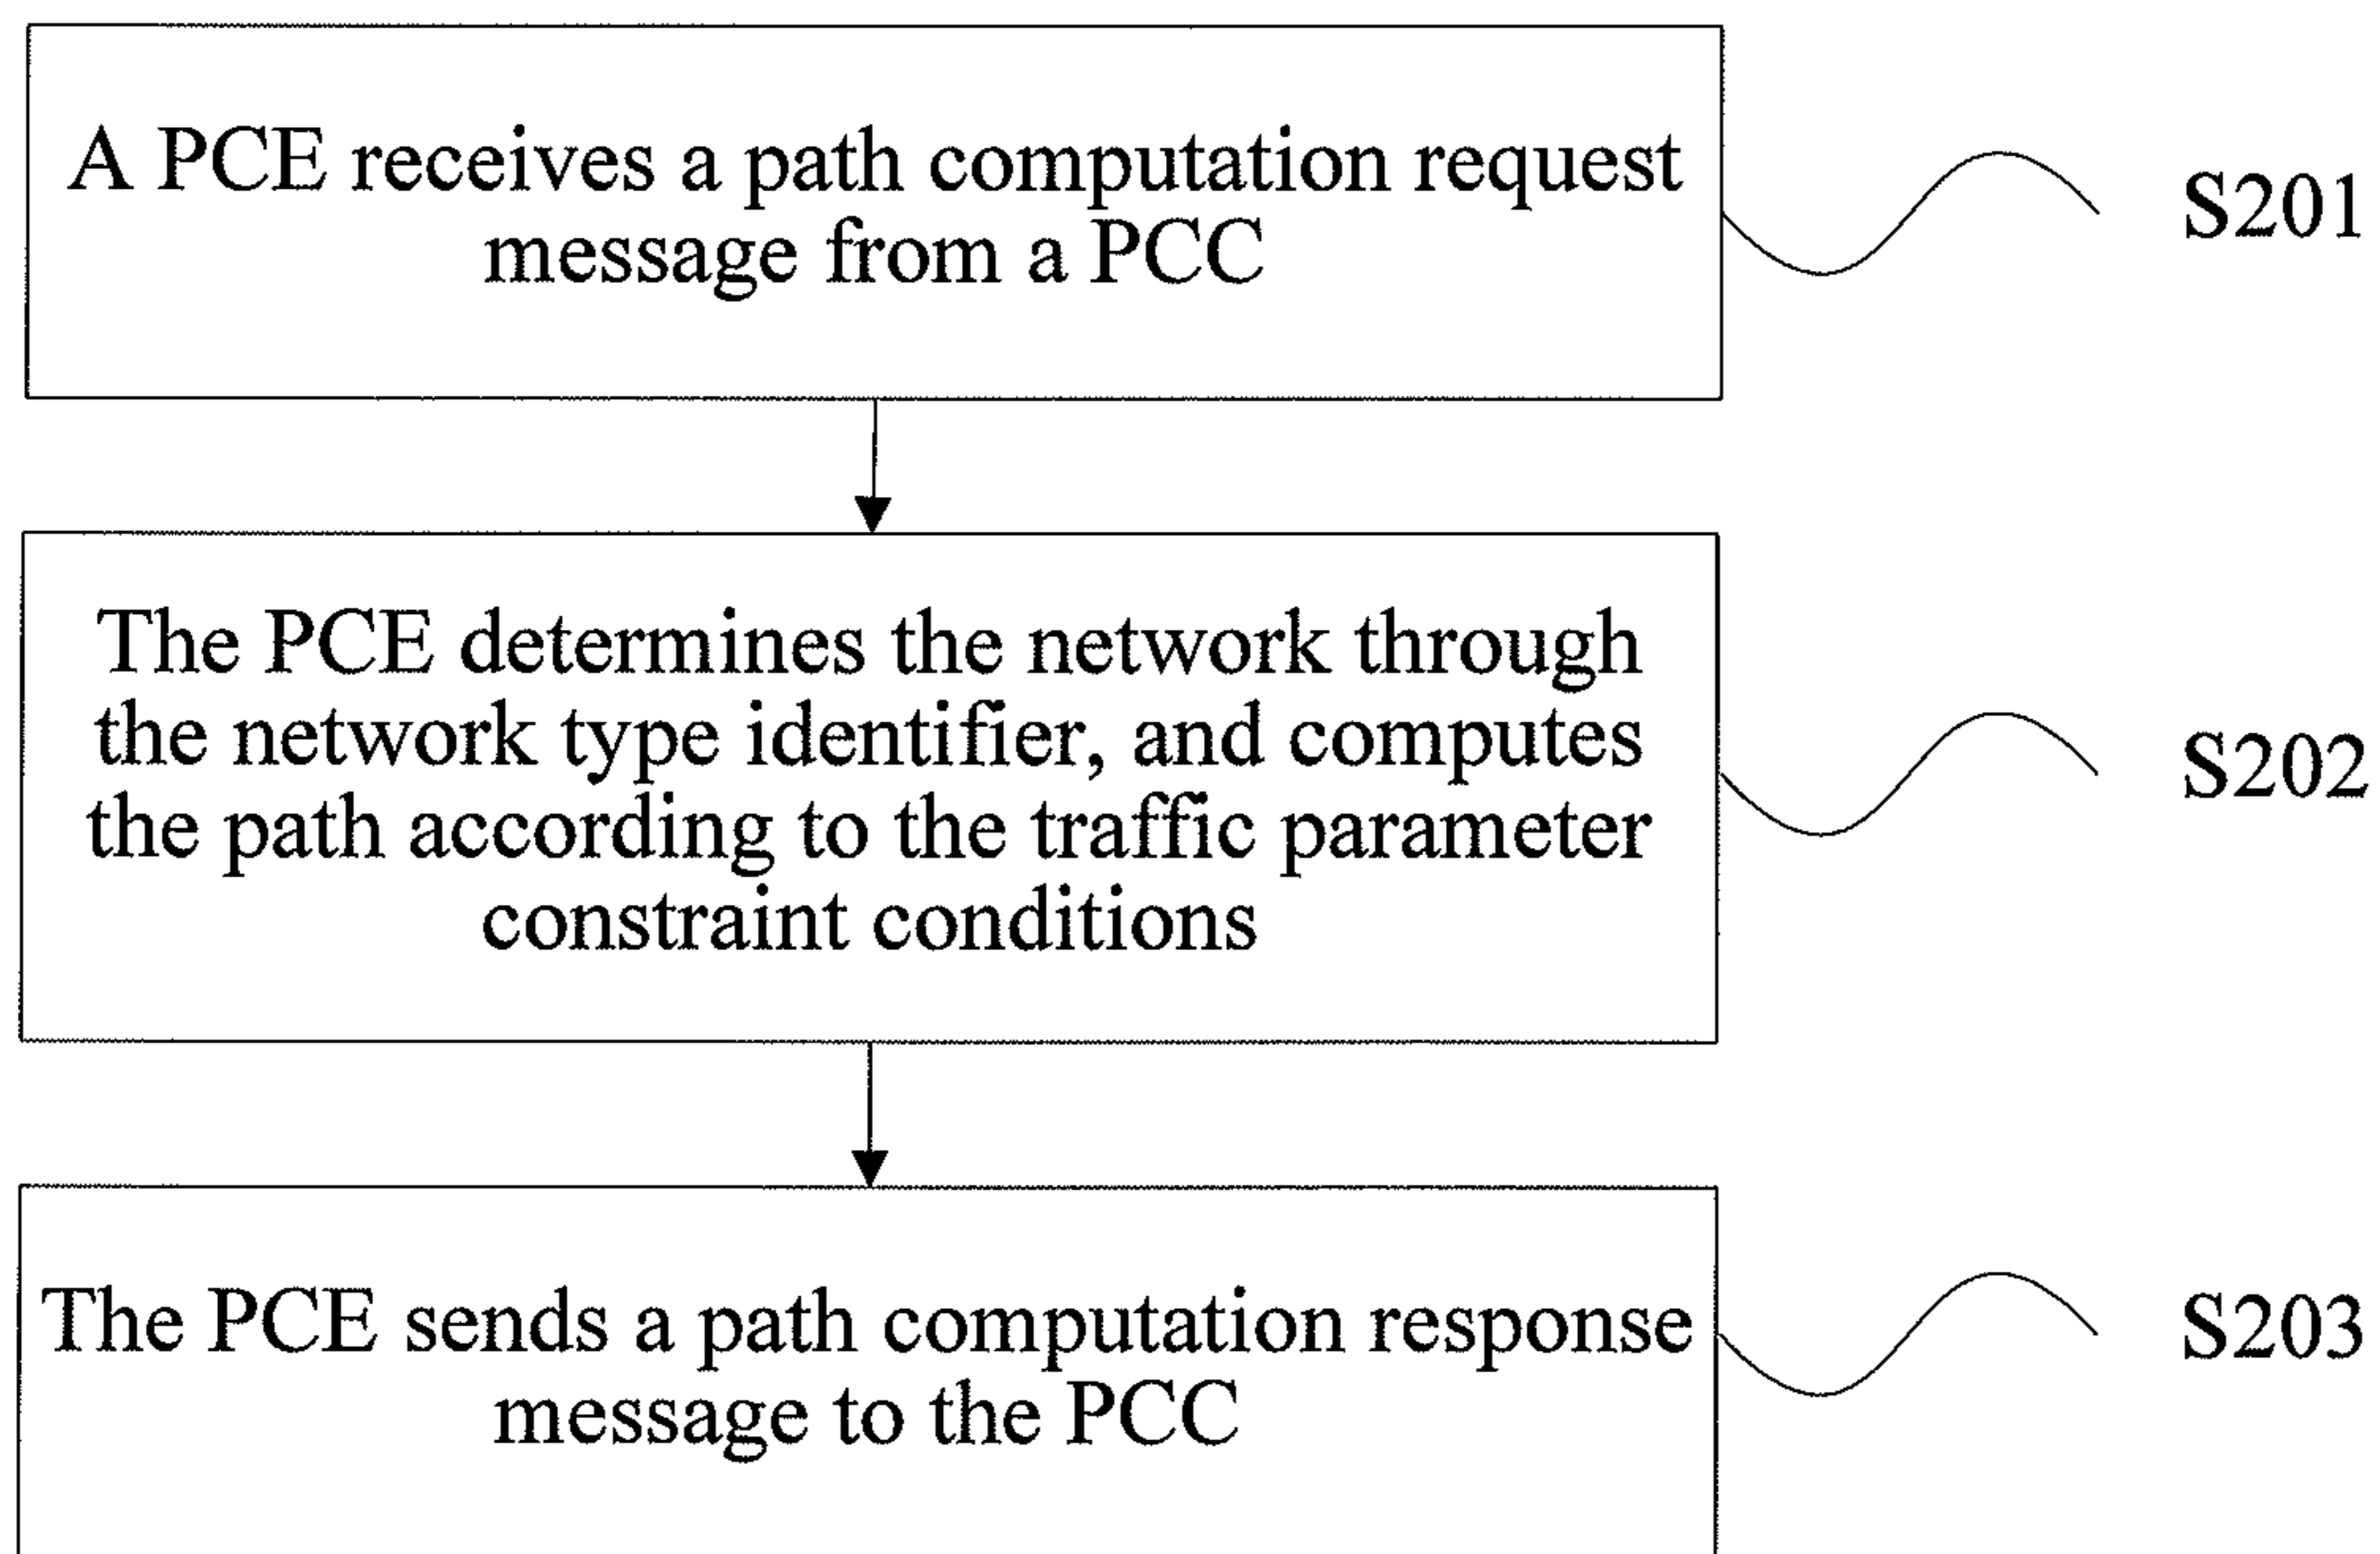 A PCE receives a path computation request
message from a PCC
S201
The PCE determines the network through
the network type identifier, and computes
the path according to the traffic parameter
constraint conditions
S202
The PCE sends a path computation response
message to the PCC
S203